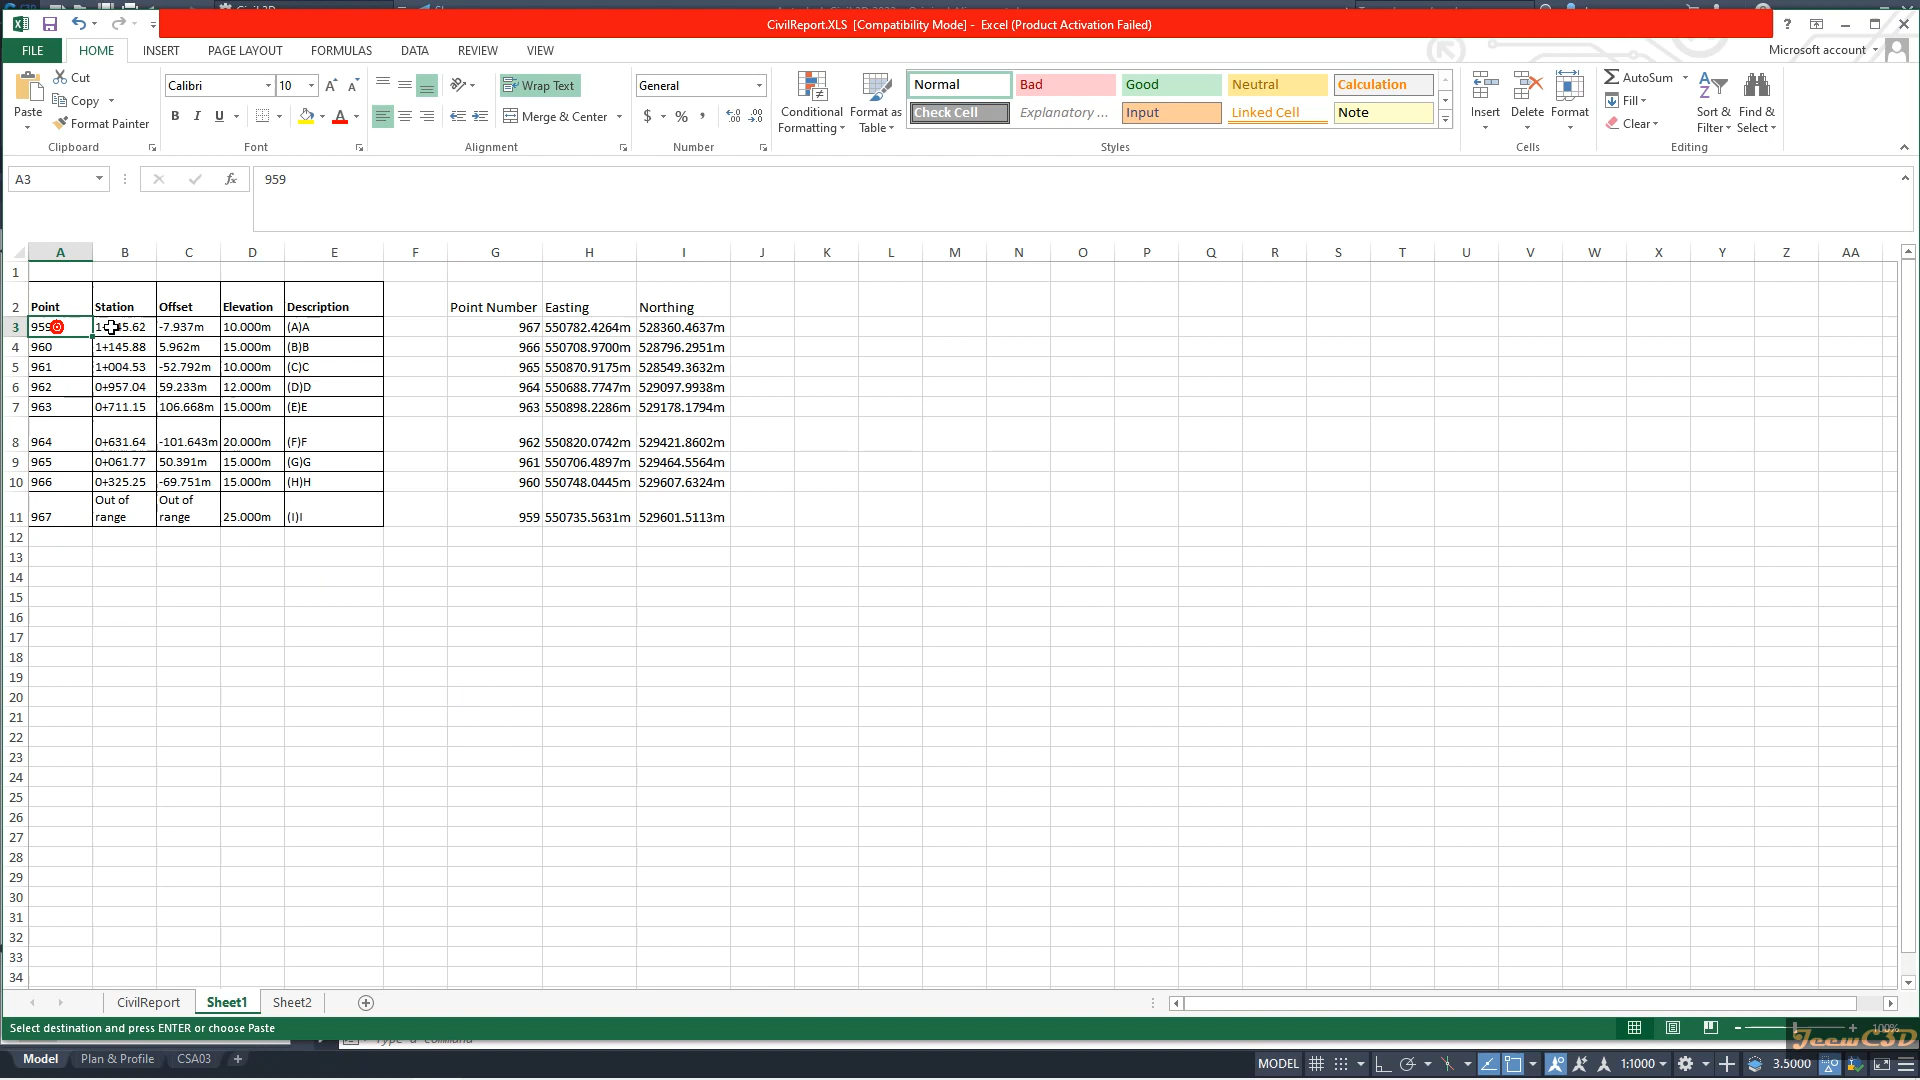 CivilReport.XLS [Compatibility Mode] - Excel (Product Activation Failed)
FILE HOME INSERT PAGE LAYOUT FORMULAS DATA REVIEW VIEW Microsoft account
Paste Cut Copy Format Painter Clipboard
Calibri 10 B I U Font
Wrap Text Merge & Center Alignment
General $ % , Number
Conditional Formatting Format as Table
Normal Bad Good Neutral Calculation
Check Cell Explanatory ... Input Linked Cell Note
Styles
Insert Delete Format Cells
AutoSum Fill Clear Sort & Filter Find & Select Editing
A3 fx 959
A B C D E F G H I J K L M N O P Q R S T U V W X Y Z AA
1
2 Point Station Offset Elevation Description Point Number Easting Northing
3 959 -7.937m 10.000m (A)A 967 550782.4264m 528360.4637m
4 960 1+145.88 5.962m 15.000m (B)B 966 550708.9700m 528796.2951m
5 961 1+004.53 -52.792m 10.000m (C)C 965 550870.9175m 528549.3632m
6 962 0+957.04 59.233m 12.000m (D)D 964 550688.7747m 529097.9938m
7 963 0+711.15 106.668m 15.000m (E)E 963 550898.2286m 529178.1794m
8 964 0+631.64 -101.643m 20.000m (F)F 962 550820.0742m 529421.8602m
9 965 0+061.77 50.391m 15.000m (G)G 961 550706.4897m 529464.5564m
10 966 0+325.25 -69.751m 15.000m (H)H 960 550748.0445m 529607.6324m
11 967 Out of range Out of range 25.000m (I)I 959 550735.5631m 529601.5113m
12
13
14
15
16
17
18
19
20
21
22
23
24
25
26
27
28
29
30
31
32
33
34
CivilReport Sheet1 Sheet2
Select destination and press ENTER or choose Paste 100%
Type a command
JeewC3D
Model Plan & Profile CSA03 + MODEL 1:1000 3.5000